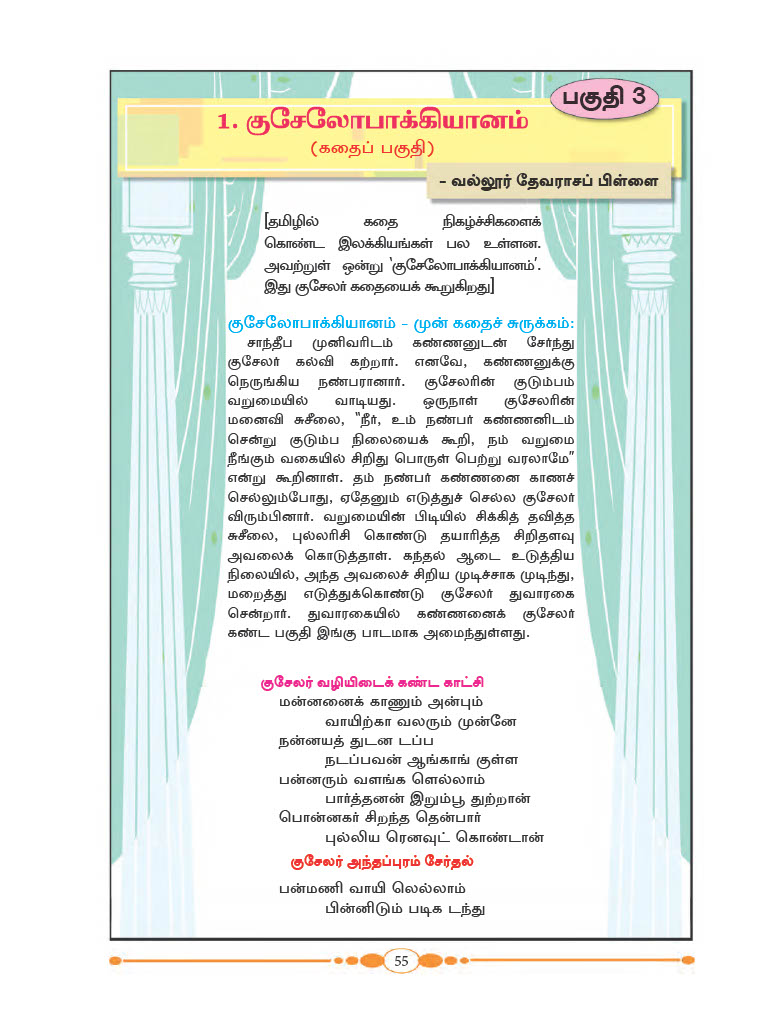 பகுதி 3
1. குசேலோபாக்கியானம்
(கதைப் பகுதி)
– வல்லூர் தேவராசப் பிள்ளை
[தமிழில் கதை நிகழ்ச்சிகளைக்
கொண்ட இலக்கியங்கள் பல உள்ளன.
அவற்றுள் ஒன்று ‘குசேலோபாக்கியானம்’.
இது குசேலர் கதையைக் கூறுகிறது]
குசேலோபாக்கியானம் – முன் கதைச் சுருக்கம்:
சாந்தீப முனிவரிடம் கண்ணனுடன் சேர்ந்து
குசேலர் கல்வி கற்றார். எனவே, கண்ணனுக்கு
நெருங்கிய நண்பரானார். குசேலரின் குடும்பம்
வறுமையில் வாடியது. ஒருநாள் குசேலரின்
மனைவி சுசீலை, “நீர், உம் நண்பர் கண்ணனிடம்
சென்று குடும்ப நிலையைக் கூறி, நம் வறுமை
நீங்கும் வகையில் சிறிது பொருள் பெற்று வரலாமே”
என்று கூறினாள். தம் நண்பர் கண்ணனை காணச்
செல்லும்போது, ஏதேனும் எடுத்துச் செல்ல குசேலர்
விரும்பினார். வறுமையின் பிடியில் சிக்கித் தவித்த
சுசீலை, புல்லரிசி கொண்டு தயாரித்த சிறிதளவு
அவலைக் கொடுத்தாள். கந்தல் ஆடை உடுத்திய
நிலையில், அந்த அவலைச் சிறிய முடிச்சாக முடிந்து,
மறைத்து எடுத்துக்கொண்டு குசேலர் துவாரகை
சென்றார். துவாரகையில் கண்ணனைக் குசேலர்
கண்ட பகுதி இங்கு பாடமாக அமைந்துள்ளது.
குசேலர் வழியிடைக் கண்ட காட்சி
மன்னனைக் காணும் அன்பும்
வாயிற்கா வலரும் முன்னே
நன்னயத் துடன டப்ப
நடப்பவன் ஆங்காங் குள்ள
பன்னரும் வளங்க ளெல்லாம்
பார்த்தனன் இறும்பூ துற்றான்
பொன்னகர் சிறந்த தென்பார்
புல்லிய ரெனவுட் கொண்டான்
குசேலர் அந்தப்புரம் சேர்தல்
பன்மணி வாயி லெல்லாம்
பின்னிடும் படிக டந்து
55